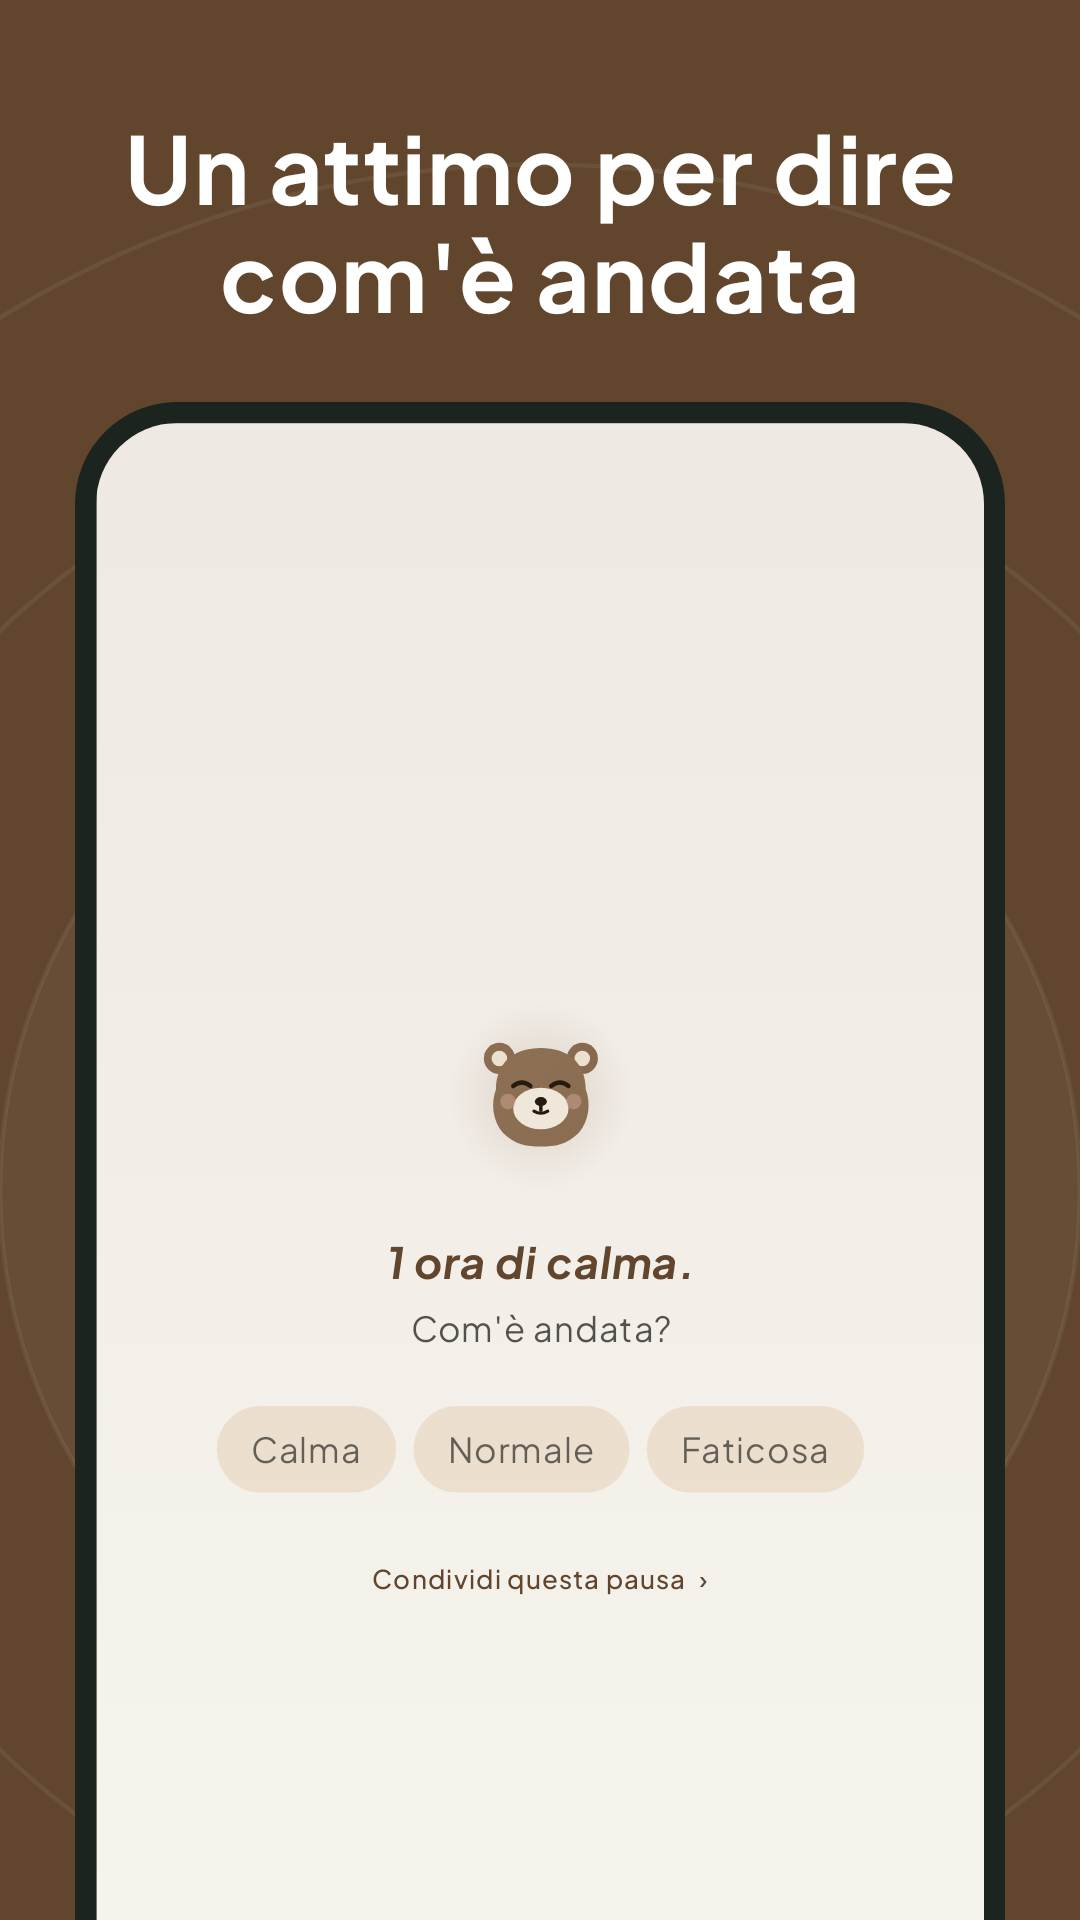 Un attimo per dire
com'è andata
1 ora di calma.
Com'è andata?
Calma
Normale
Faticosa
Condividi questa pausa ›